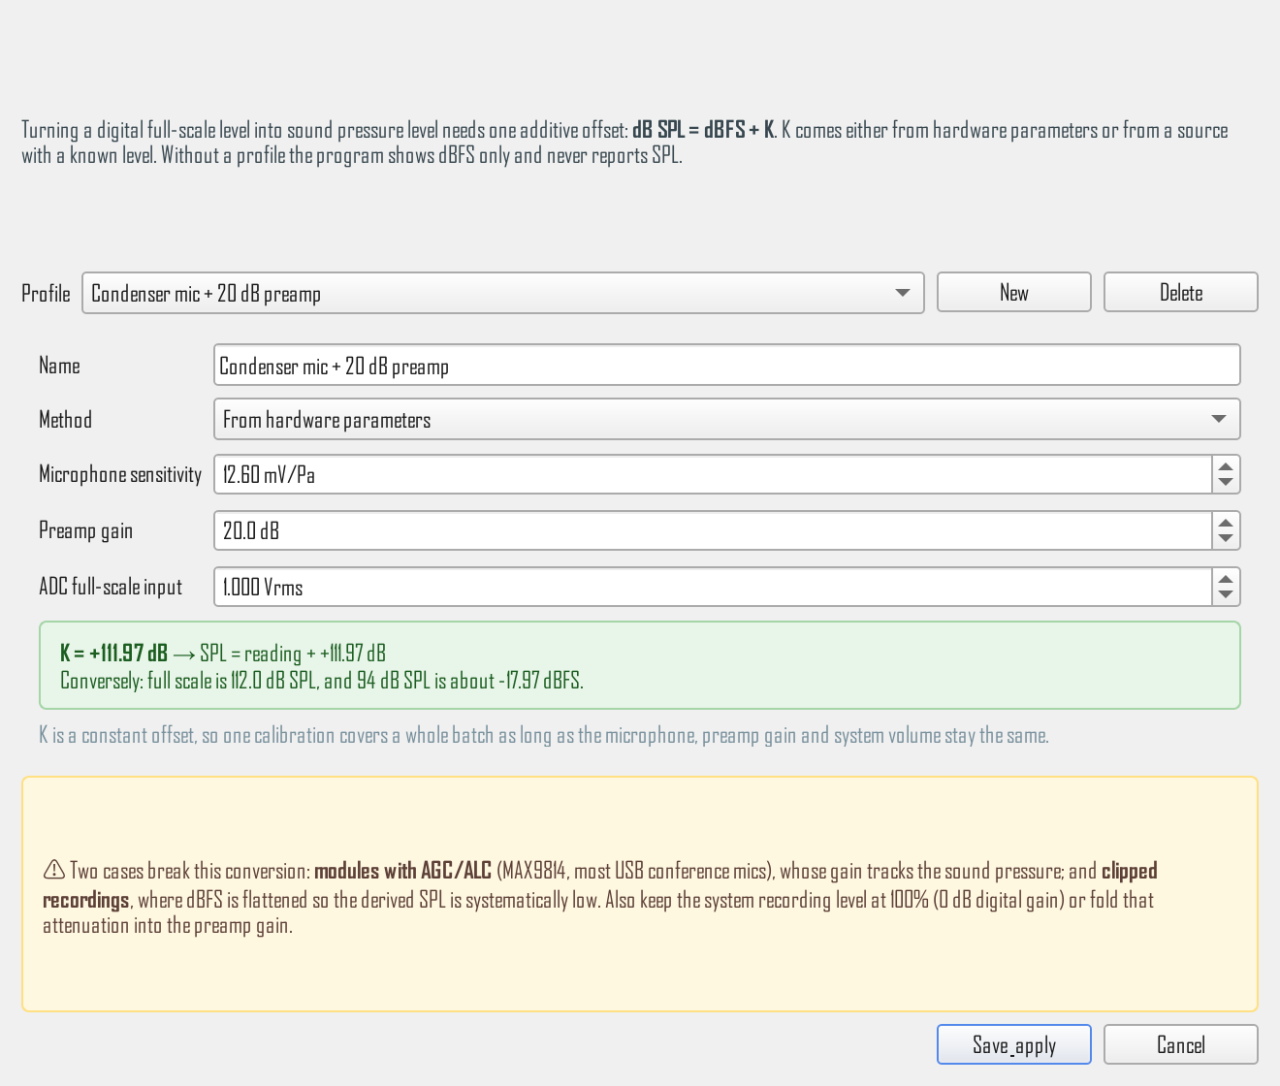 Turning a digital full-scale level into sound pressure level needs one additive offset: dB SPL = dBFS + K. K comes either from hardware parameters or from a source
with a known level. Without a profile the program shows dBFS only and never reports SPL.
Profile Condenser mic + 20 dB preamp New Delete
Name Condenser mic + 20 dB preamp
Method From hardware parameters
Microphone sensitivity 12.60 mV/Pa
Preamp gain 20.0 dB
ADC full-scale input 1.000 Vrms
K = +111.97 dB → SPL = reading + +111.97 dB
Conversely: full scale is 112.0 dB SPL, and 94 dB SPL is about -17.97 dBFS.
K is a constant offset, so one calibration covers a whole batch as long as the microphone, preamp gain and system volume stay the same.
⚠ Two cases break this conversion: modules with AGC/ALC (MAX9814, most USB conference mics), whose gain tracks the sound pressure; and clipped
recordings, where dBFS is flattened so the derived SPL is systematically low. Also keep the system recording level at 100% (0 dB digital gain) or fold that
attenuation into the preamp gain.
Save_apply Cancel